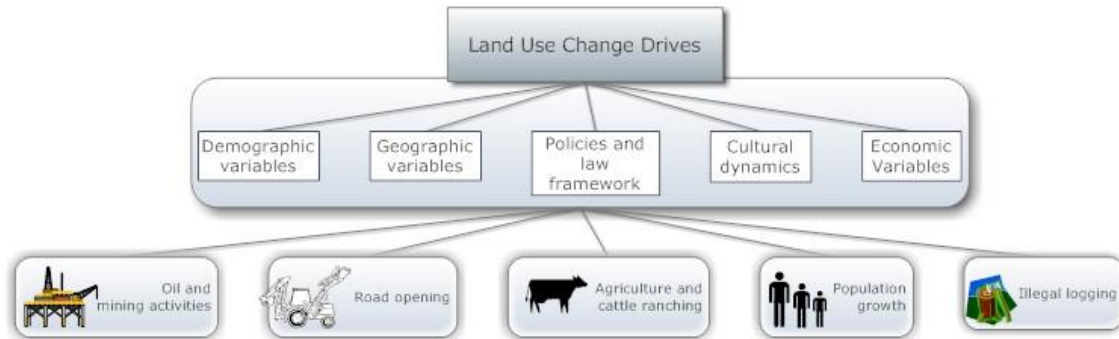 Land Use Change Drives
Demographic
variables
Geographic
variables
Policies and
law
framework
Cultural
dynamics
Economic
Variables
Oil and
mining activities
Road opening
Agriculture and
cattle ranching
Population
growth
Illegal logging